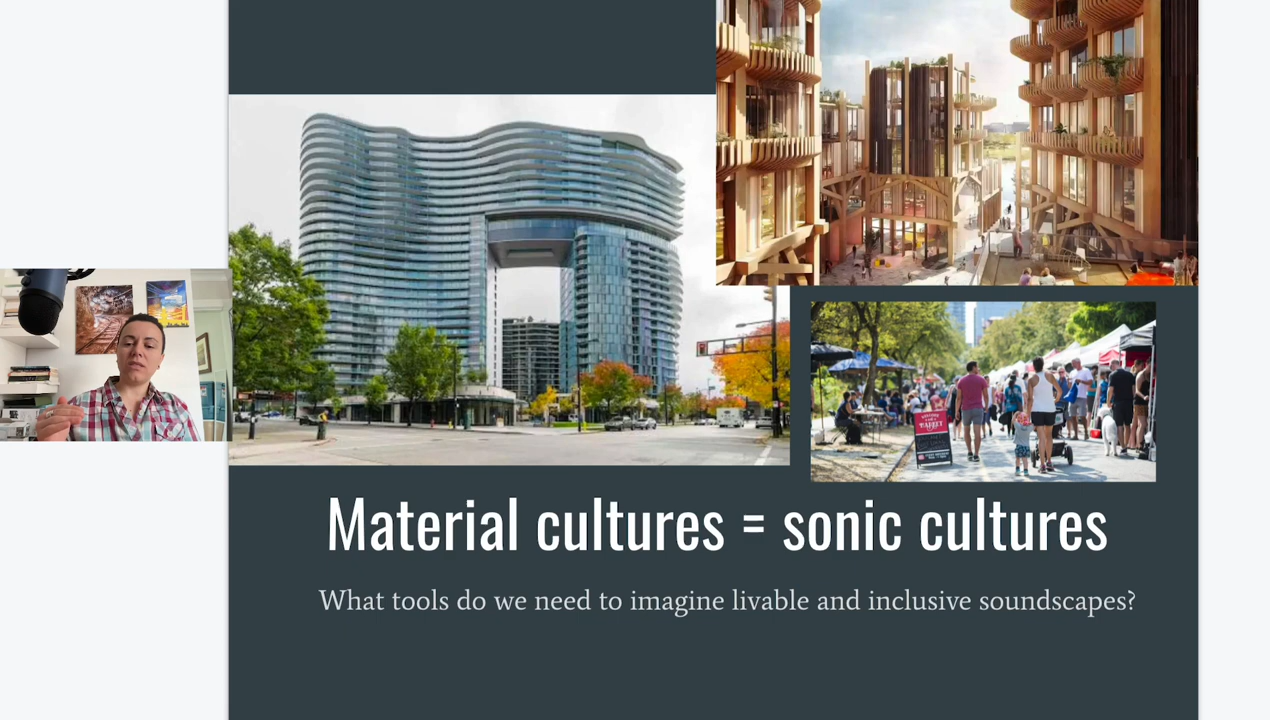 Material cultures = sonic cultures
What tools do we need to imagine livable and inclusive soundscapes?